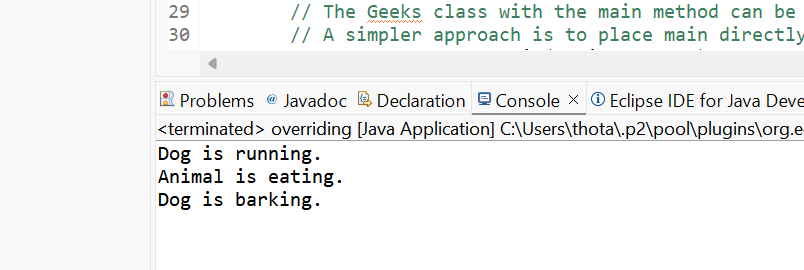 29 // The Geeks class with the main method can be
30 // A simpler approach is to place main directly
Problems @ Javadoc Declaration Console × Eclipse IDE for Java Deve
<terminated> overriding [Java Application] C:\Users\thota\.p2\pool\plugins\org.e
Dog is running.
Animal is eating.
Dog is barking.